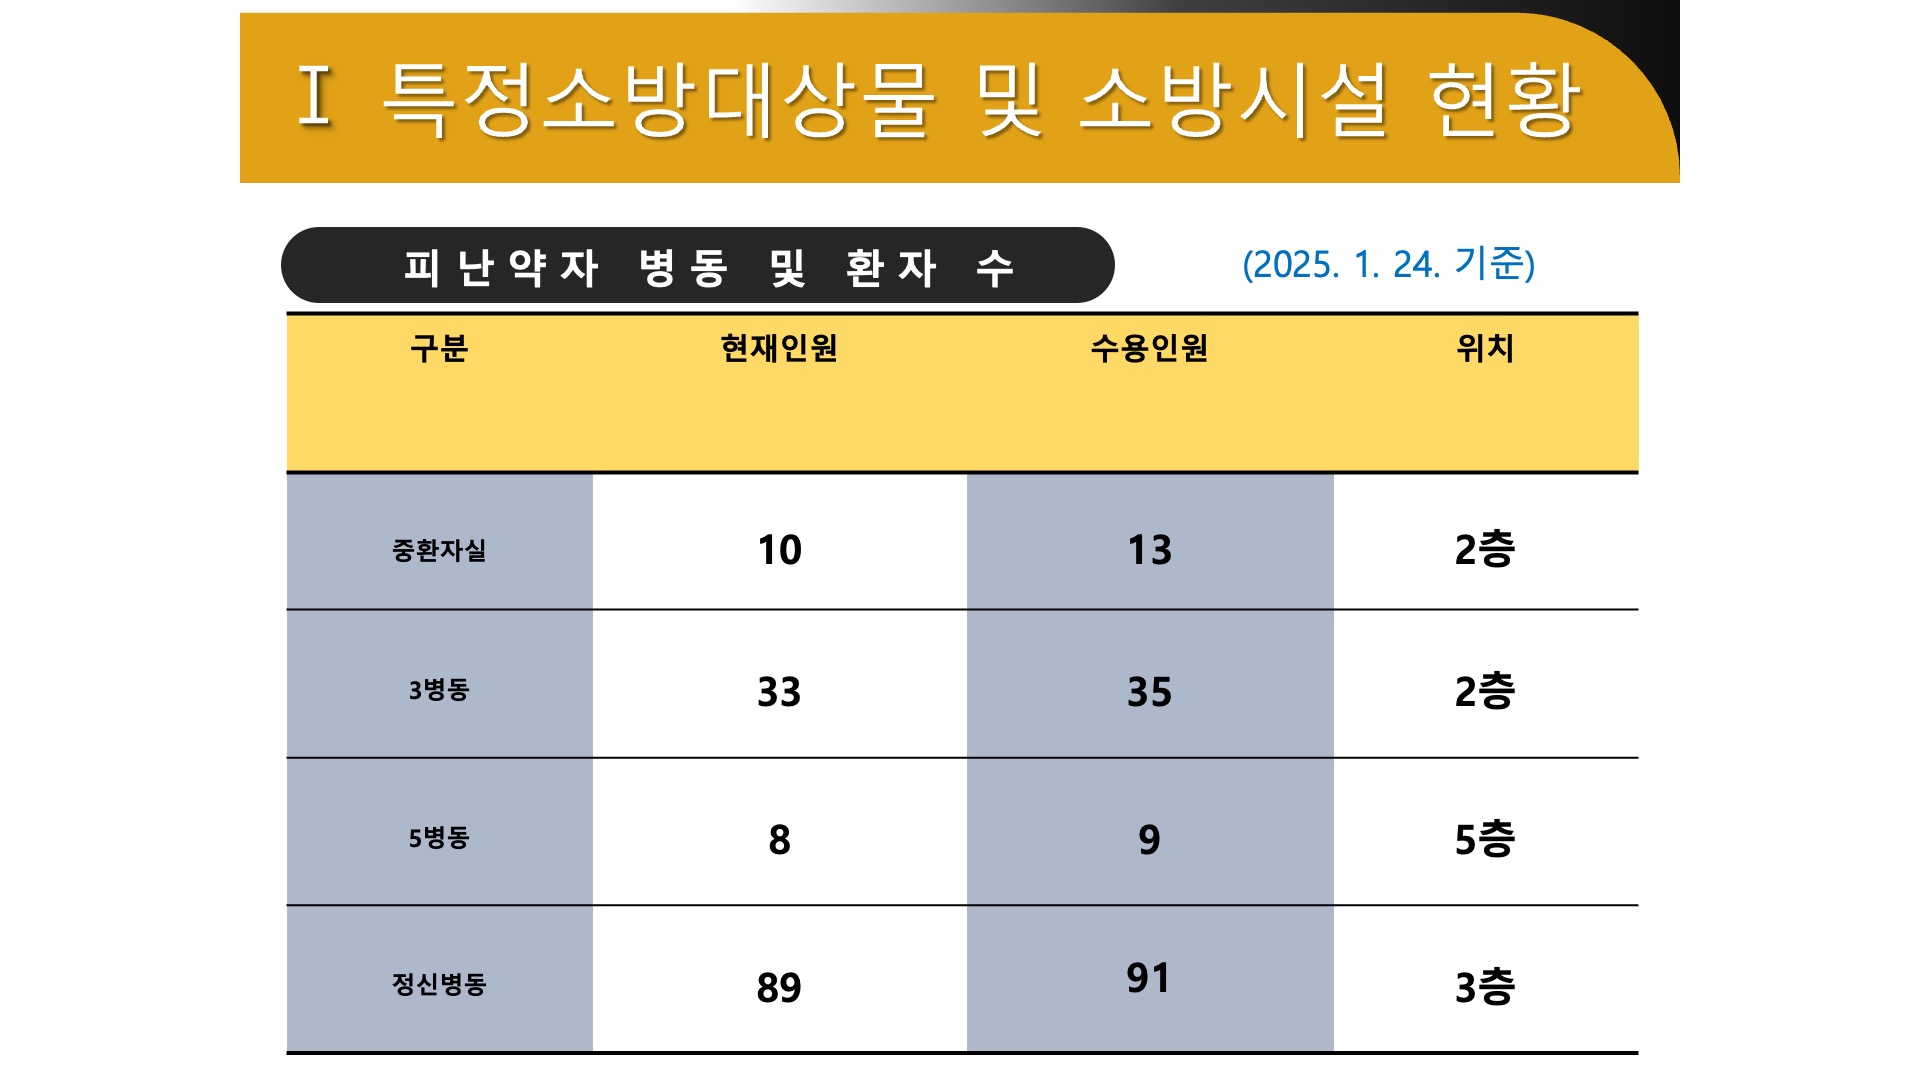 Ⅰ 특정소방대상물 및 소방시설 현황
피난약자 병동 및 환자 수
(2025. 1. 24. 기준)
구분 현재인원 수용인원 위치
중환자실 10 13 2층
3병동 33 35 2층
5병동 8 9 5층
정신병동 89 91 3층